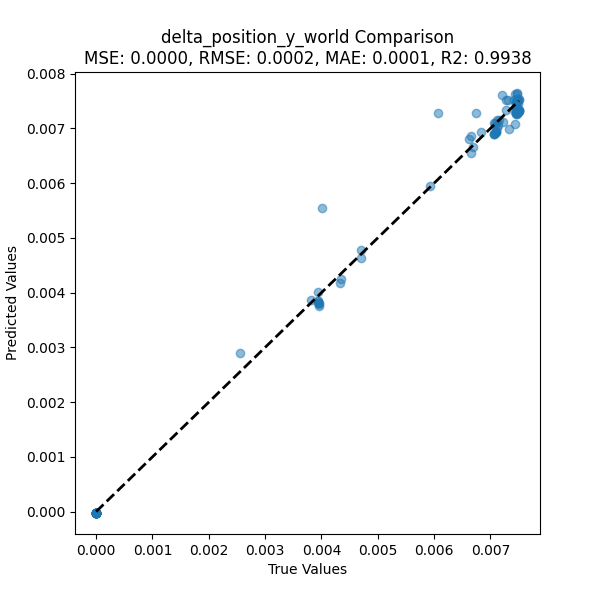 delta_position_y_world Comparison
MSE: 0.0000, RMSE: 0.0002, MAE: 0.0001, R2: 0.9938
0.008
0.007
0.006
0.005
0.004
0.003
0.002
0.001
0.000
Predicted Values
0.000 0.001 0.002 0.003 0.004 0.005 0.006 0.007
True Values